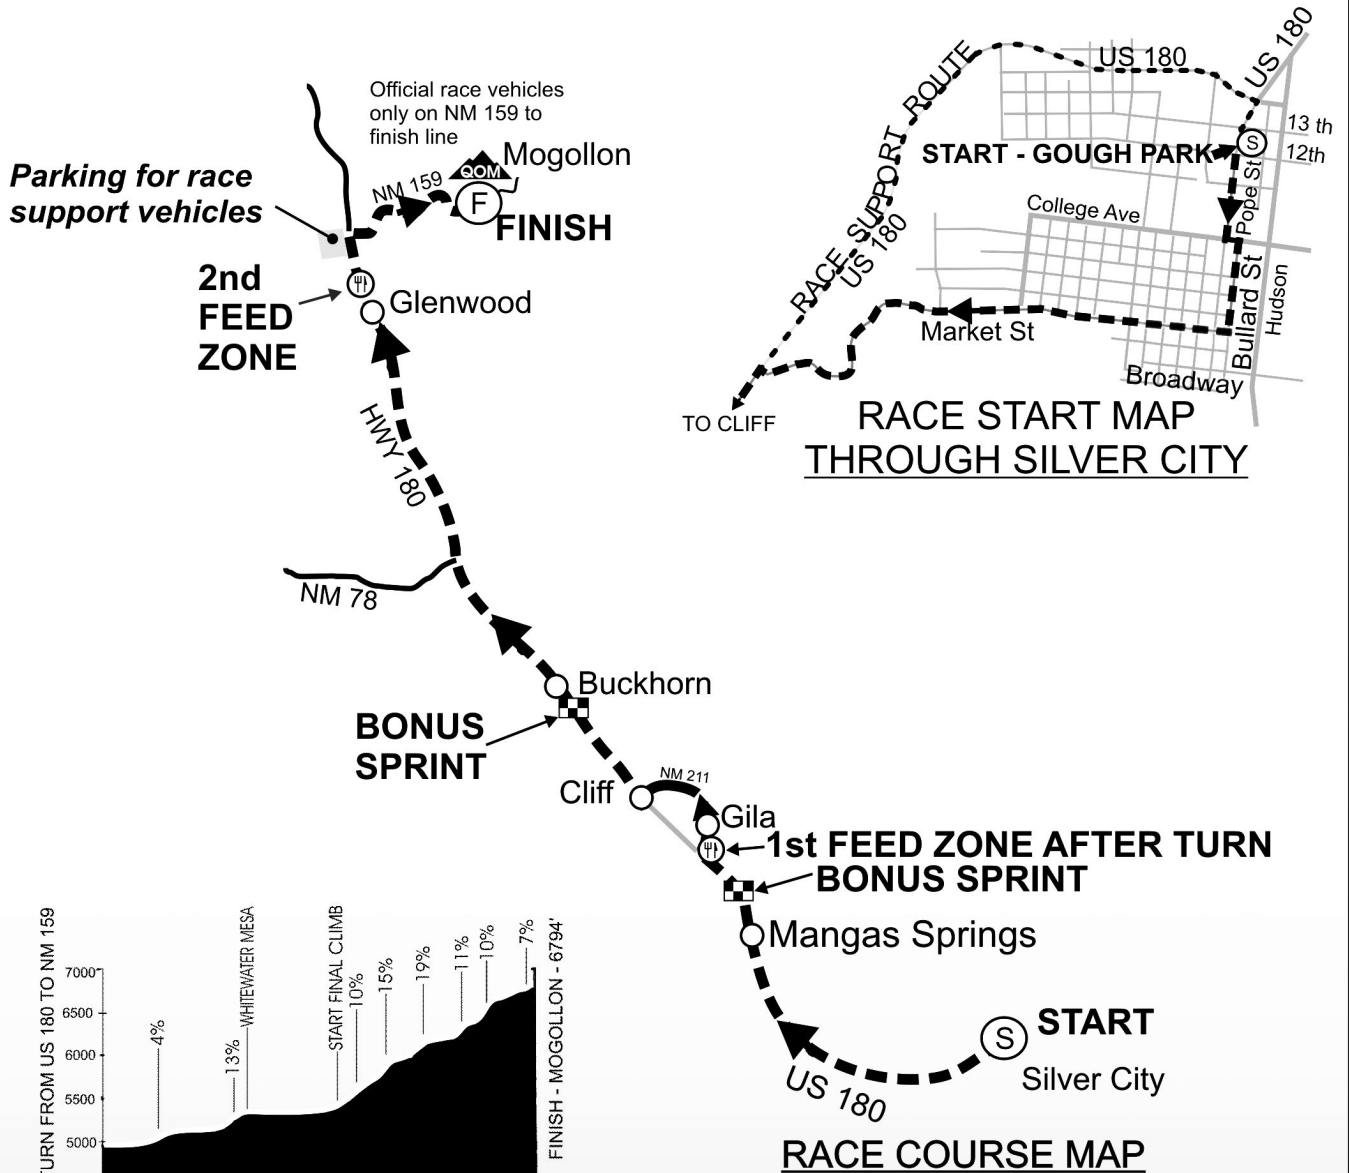 Official race vehicles
only on NM 159 to
finish line
Parking for race
support vehicles
NM 159
QOM
Mogollon
F
FINISH
2nd
FEED
ZONE
Glenwood
HWY 180
NM 78
Buckhorn
BONUS
SPRINT
Cliff
NM 211
Gila
1st FEED ZONE AFTER TURN
BONUS SPRINT
Mangas Springs
S
START
Silver City
US 180
RACE COURSE MAP
RACE SUPPORT ROUTE
US 180
US 180
US 180
13 th
12th
S
START - GOUGH PARK
Pope St
College Ave
Bullard St
Hudson
Market St
Broadway
TO CLIFF
RACE START MAP
THROUGH SILVER CITY
TURN FROM US 180 TO NM 159
7000'
6500
6000
5500
5000
4%
13%
WHITEWATER MESA
START FINAL CLIMB
10%
15%
19%
11%
10%
7%
FINISH - MOGOLLON - 6794'